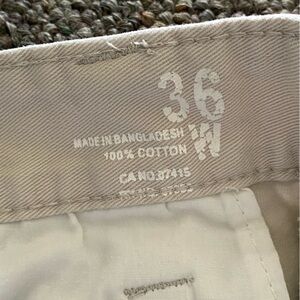 36
W
MADE IN BANGLADESH
100% COTTON
CA NO.07415